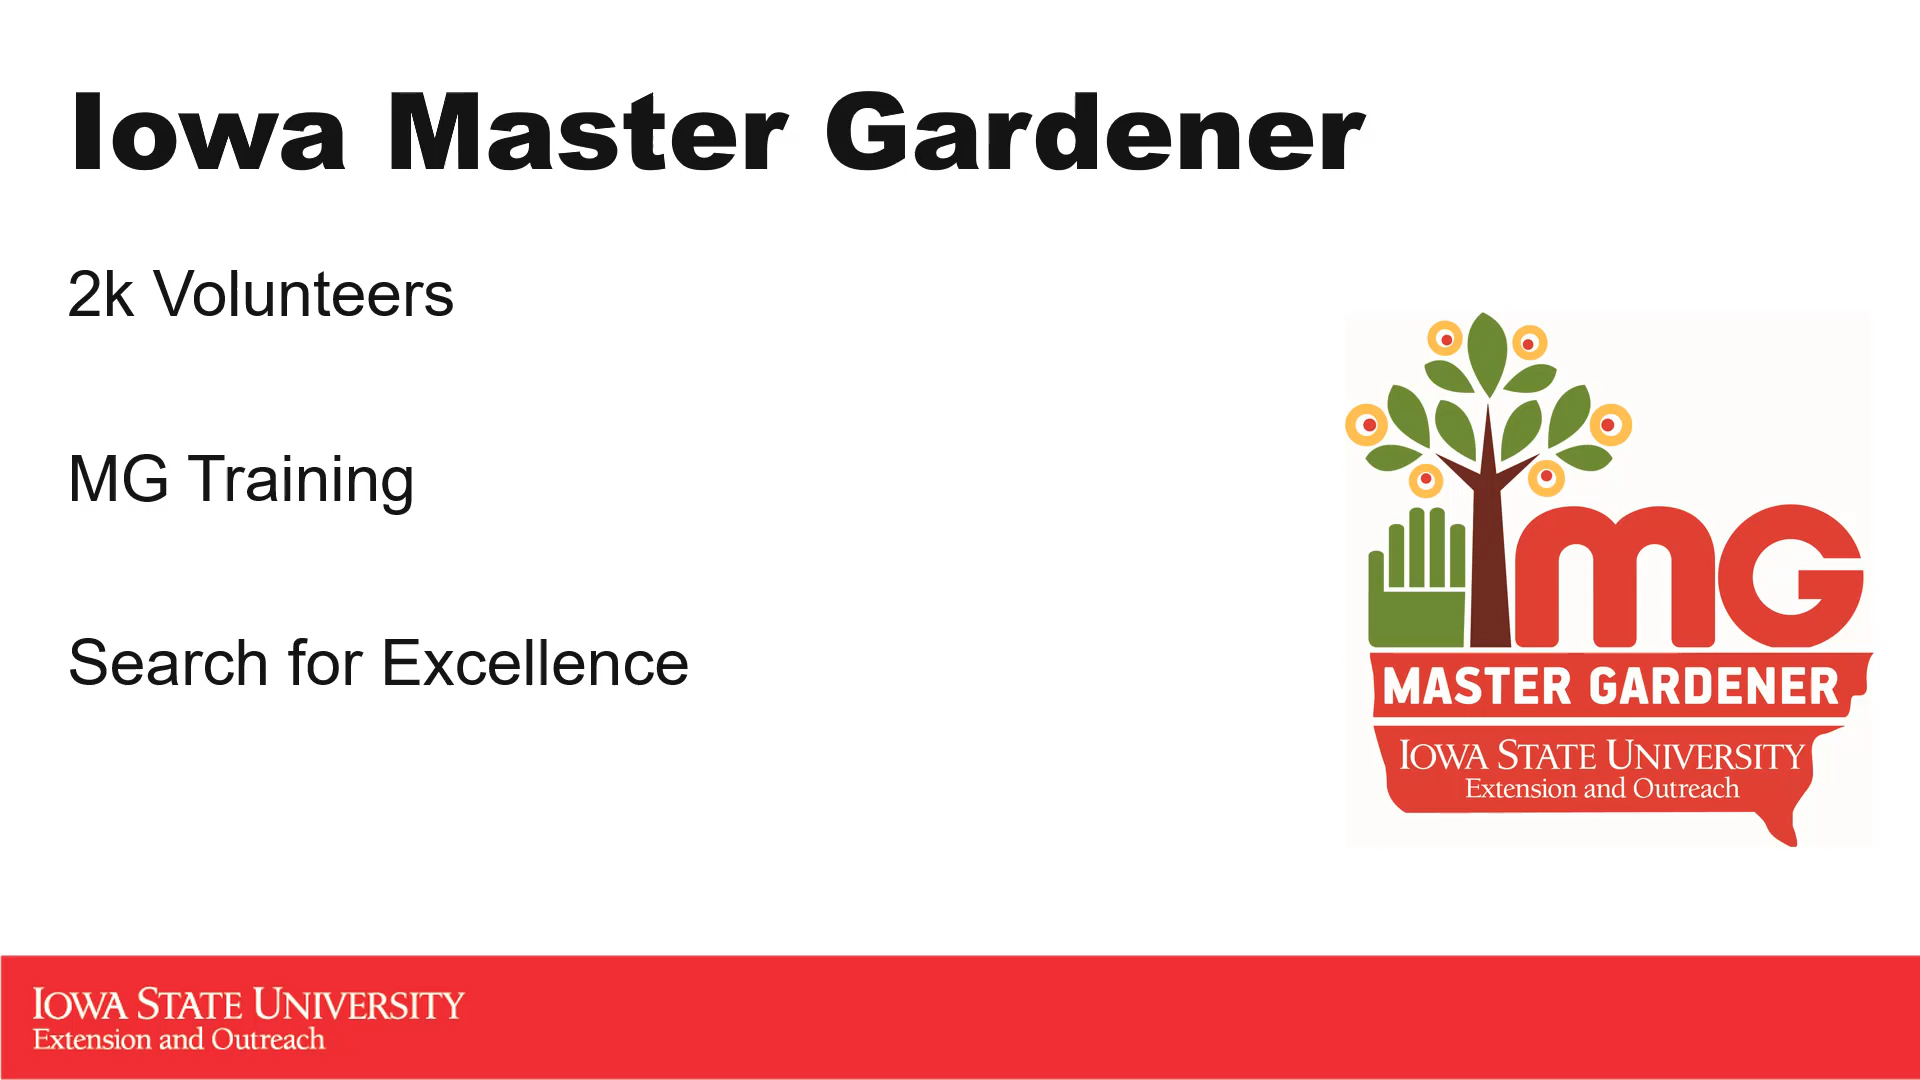 Iowa Master Gardener
2k Volunteers
MG Training
Search for Excellence
MG
MASTER GARDENER
IOWA STATE UNIVERSITY
Extension and Outreach
IOWA STATE UNIVERSITY
Extension and Outreach